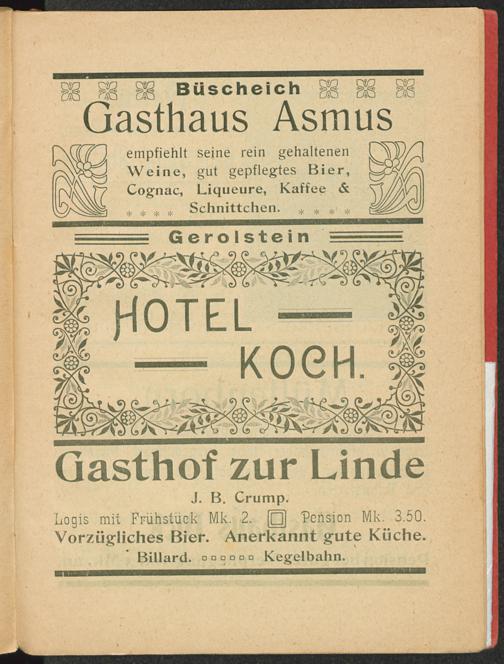 Büscheich
Gasthaus Asmus
empfiehlt seine rein gehaltenen
Weine, gut gepflegtes Bier,
Cognac, Liqueure, Kaffee &
Schnittchen.
Gerolstein
HOTEL
KOCH.
Gasthof zur Linde
J. B. Crump.
Logis mit Frühstück Mk. 2. Pension Mk. 3.50.
Vorzügliches Bier. Anerkannt gute Küche.
Billard. Kegelbahn.